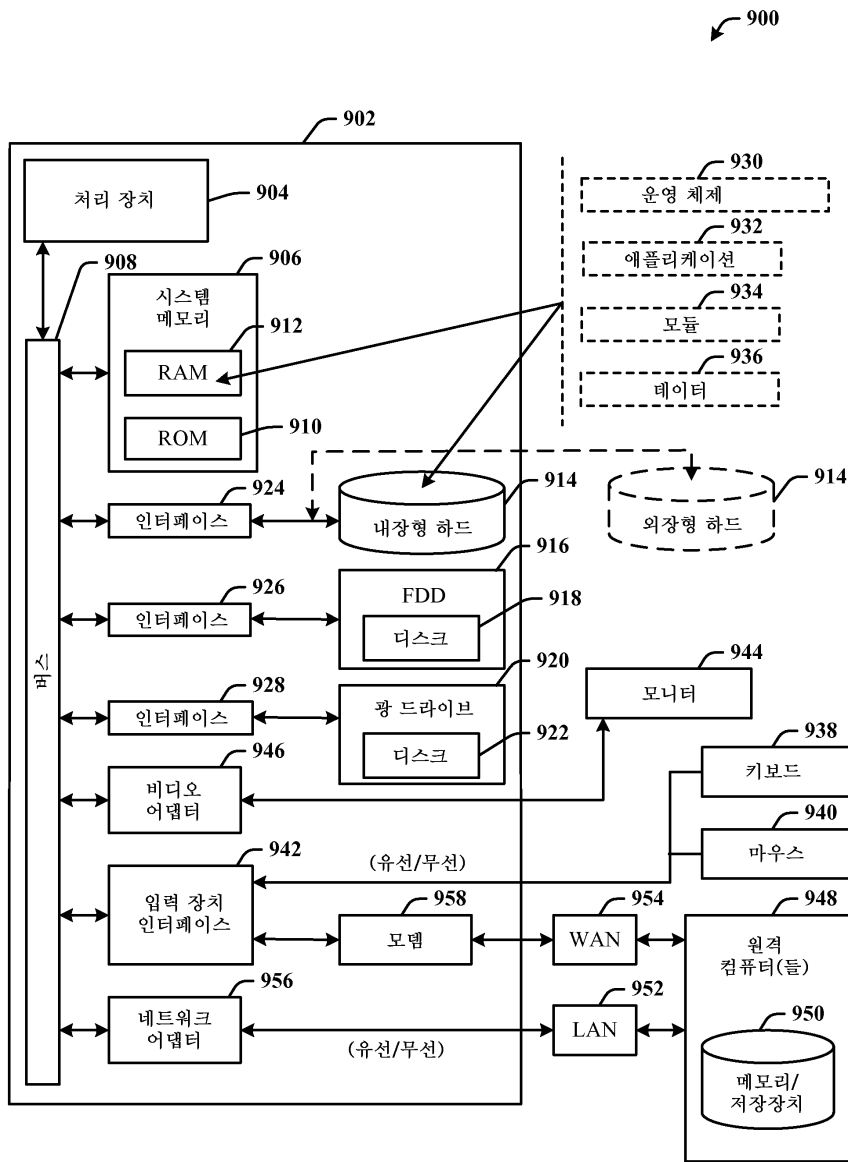 900
902
처리 장치
904
908
906
시스템
메모리
912
RAM
ROM
910
930
운영 체제
932
애플리케이션
934
모듈
936
데이터
924
인터페이스
내장형 하드
914
외장형 하드
914
916
FDD
926
인터페이스
918
디스크
버스
920
광 드라이브
928
인터페이스
922
디스크
944
모니터
946
비디오
어댑터
938
키보드
940
마우스
942
(유선/무선)
입력 장치
인터페이스
958
모뎀
954
WAN
948
원격
컴퓨터(들)
956
네트워크
어댑터
(유선/무선)
952
LAN
950
메모리/
저장장치